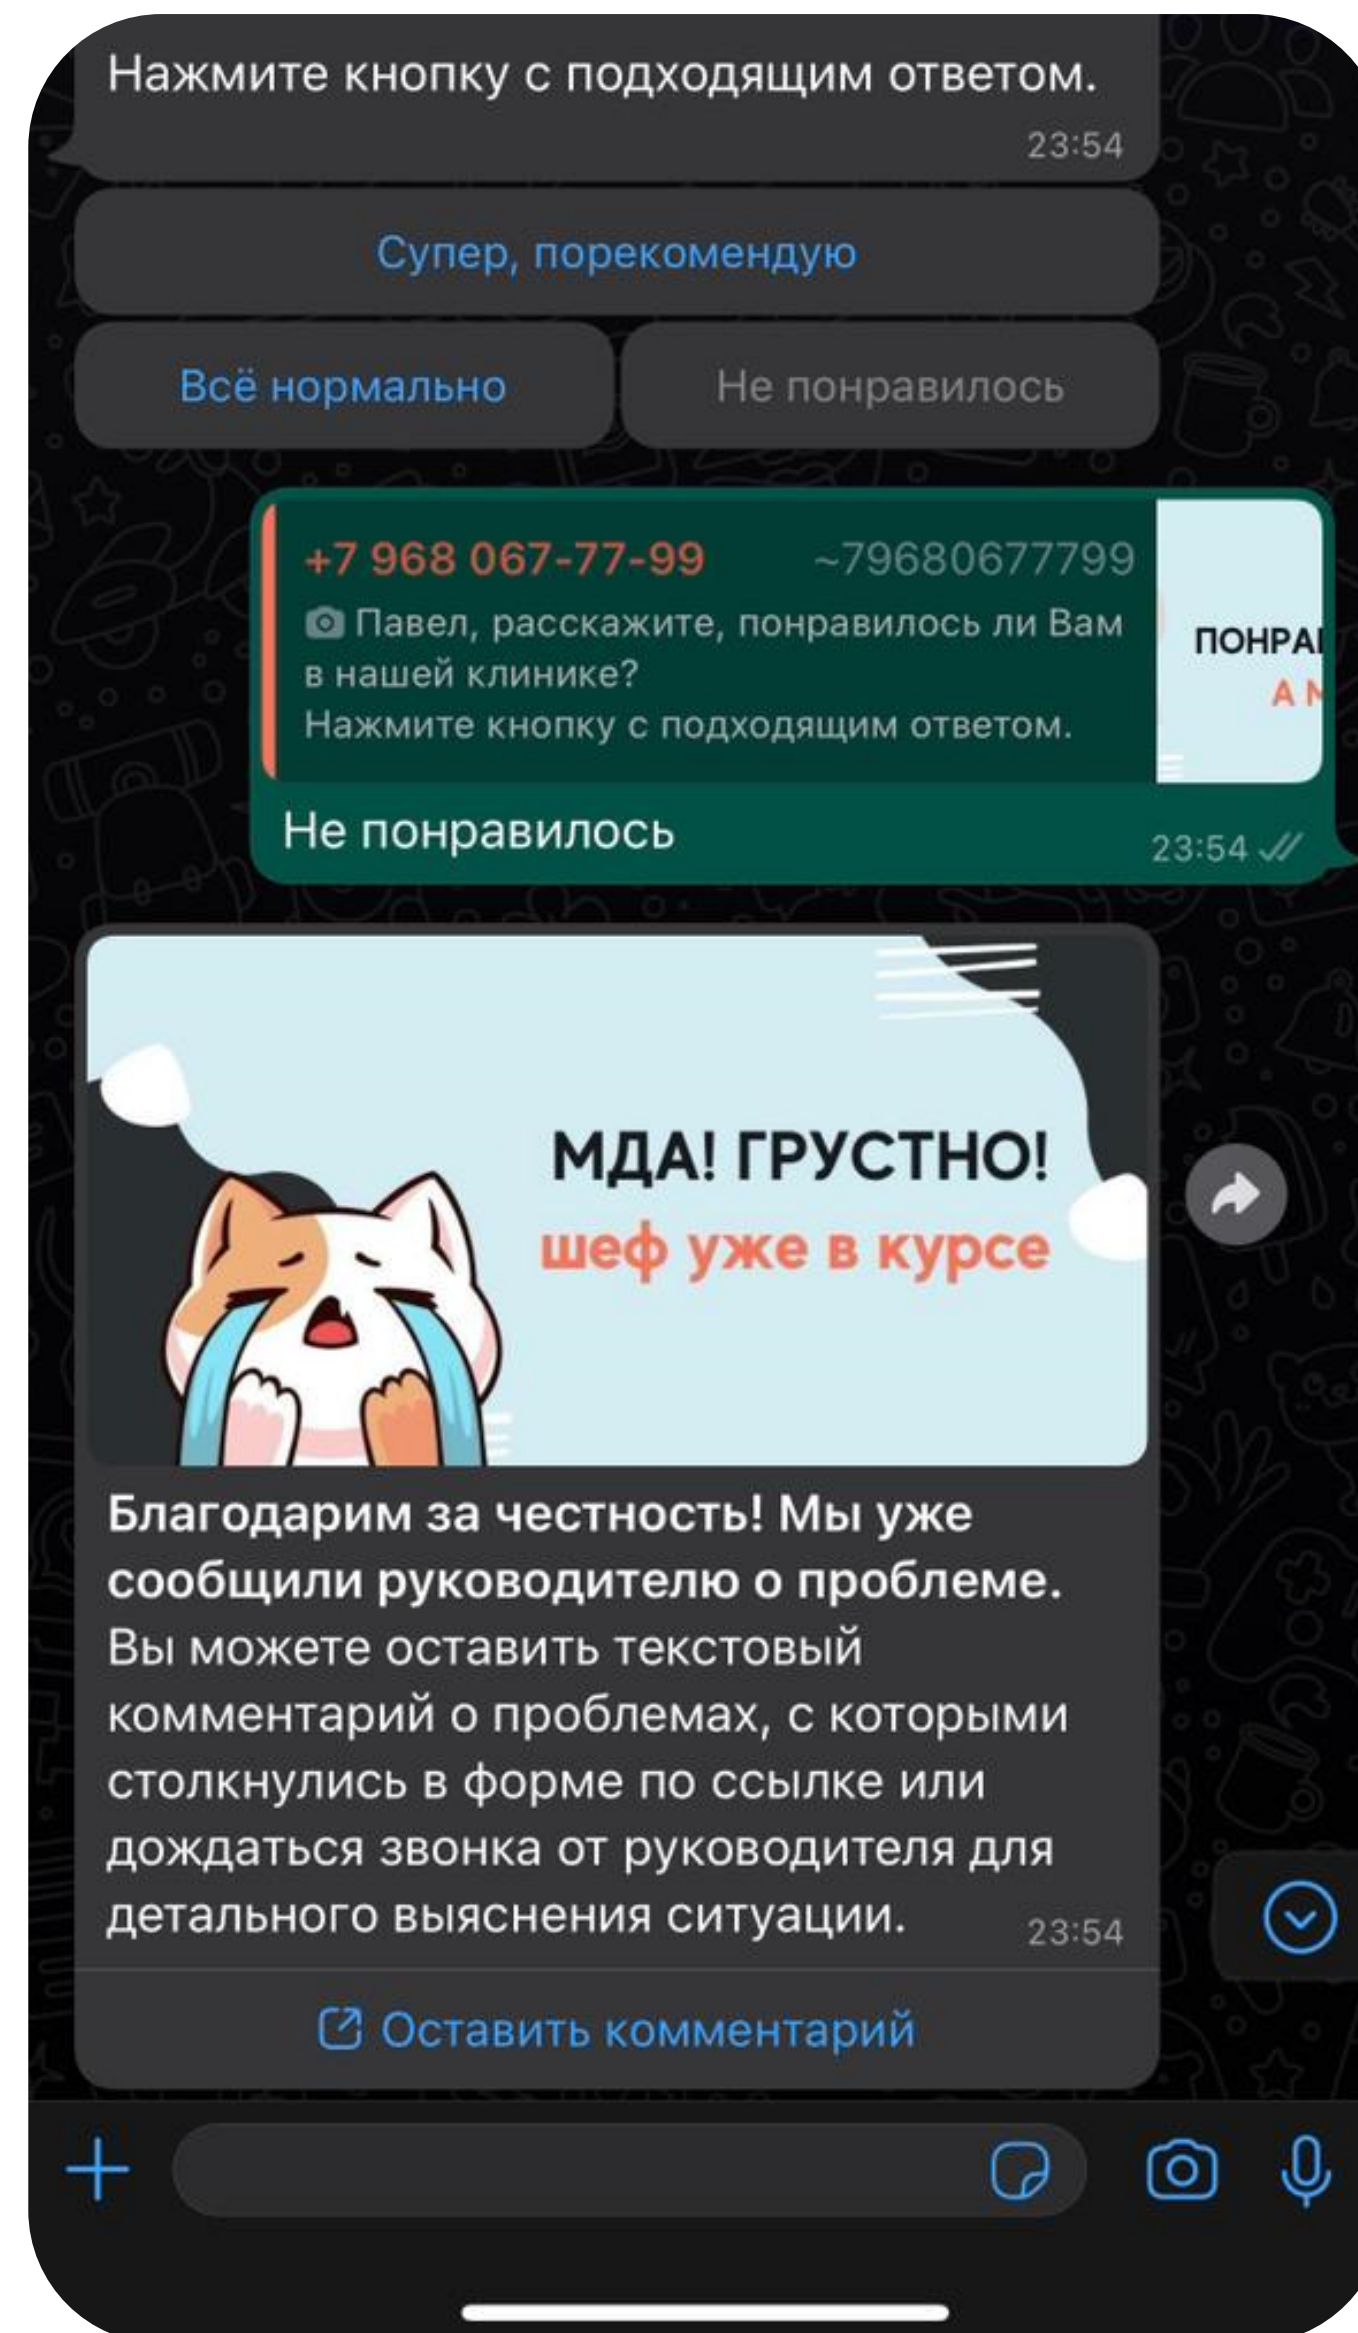 Нажмите кнопку с подходящим ответом.
23:54
Супер, порекомендую
Всё нормально
Не понравилось
+7 968 067-77-99 ~79680677799
Павел, расскажите, понравилось ли Вам
в нашей клинике?
Нажмите кнопку с подходящим ответом.
ПОНРА
А
Не понравилось
23:54
МДА! ГРУСТНО!
шеф уже в курсе
Благодарим за честность! Мы уже
сообщили руководителю о проблеме.
Вы можете оставить текстовый
комментарий о проблемах, с которыми
столкнулись в форме по ссылке или
дождаться звонка от руководителя для
детального выяснения ситуации.
23:54
Оставить комментарий